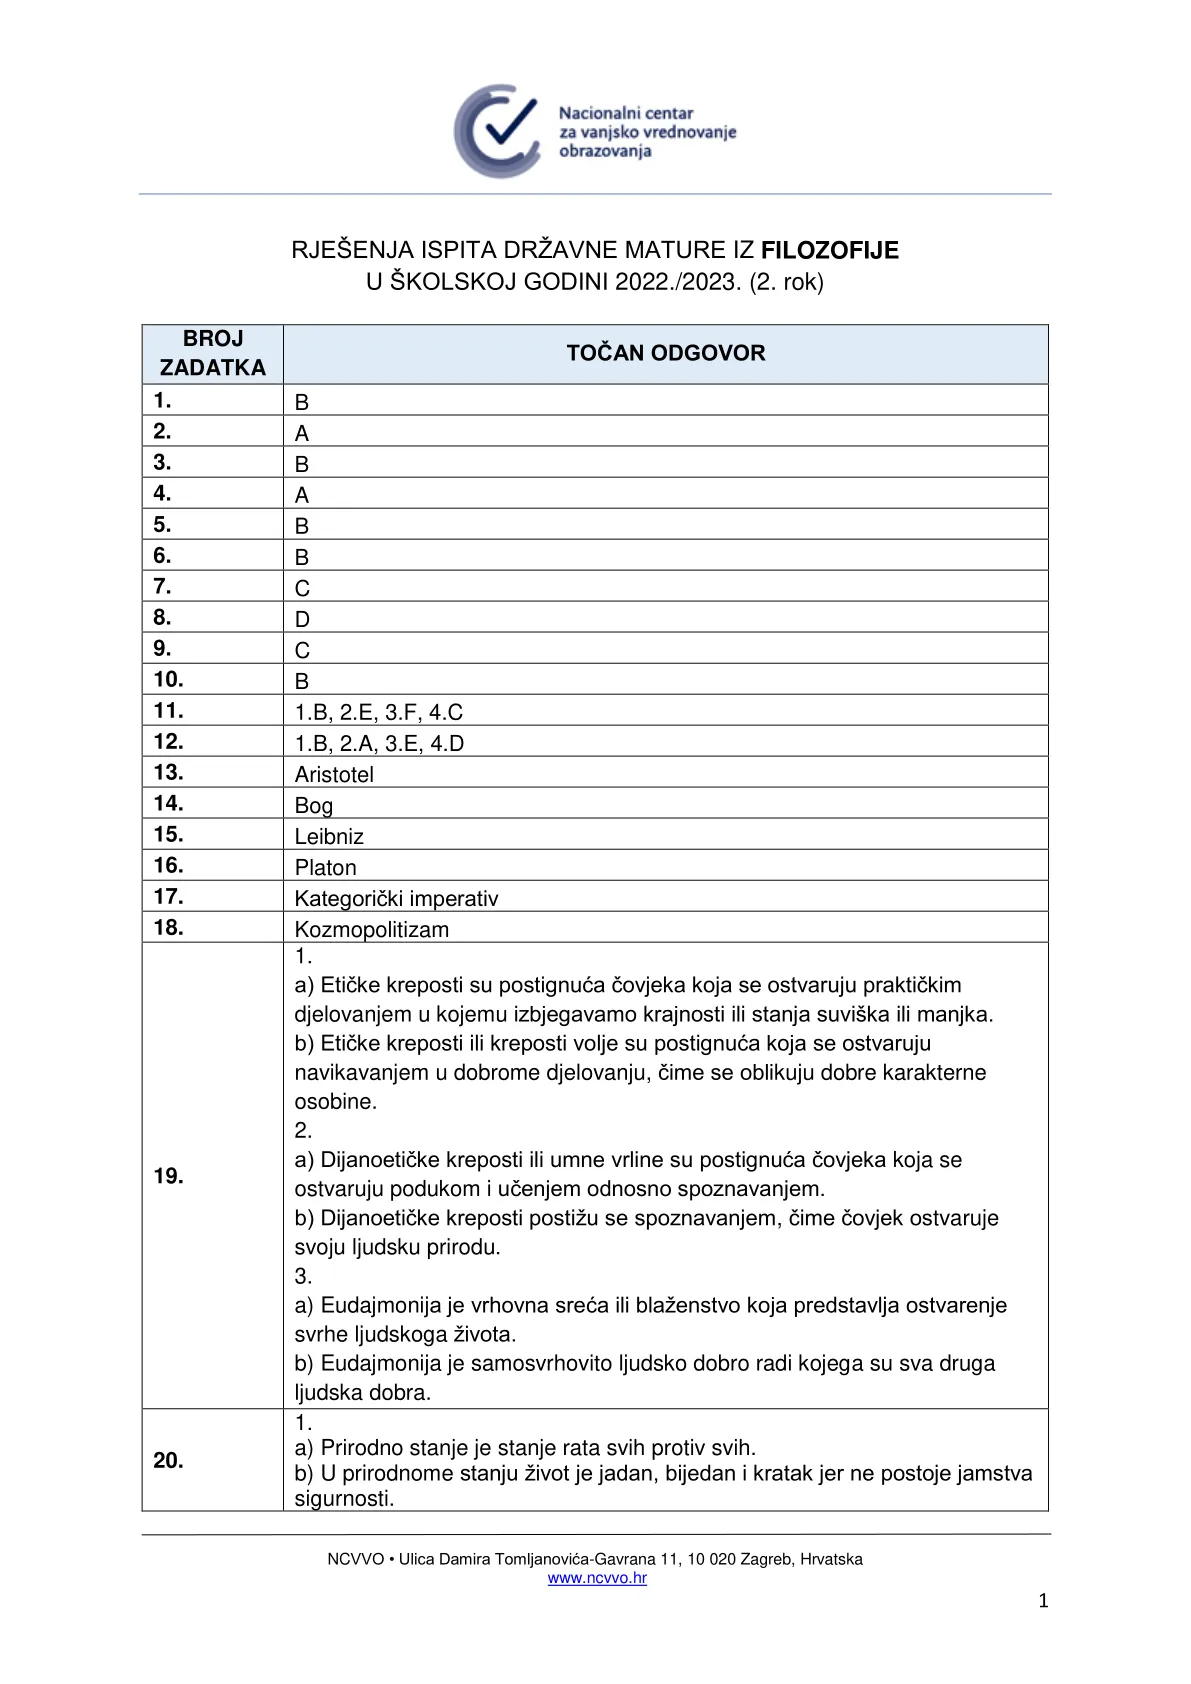 Nacionalni centar
za vanjsko vrednovanje
obrazovanja
RJEŠENJA ISPITA DRŽAVNE MATURE IZ FILOZOFIJE
U ŠKOLSKOJ GODINI 2022./2023. (2. rok)
BROJ
ZADATKA
TOČAN ODGOVOR
1. B
2. A
3. B
4. A
5. B
6. B
7. C
8. D
9. C
10. B
11. 1.B, 2.E, 3.F, 4.C
12. 1.B, 2.A, 3.E, 4.D
13. Aristotel
14. Bog
15. Leibniz
16. Platon
17. Kategorički imperativ
18. Kozmopolitizam
19.
1.
a) Etičke kreposti su postignuća čovjeka koja se ostvaruju praktičkim
djelovanjem u kojemu izbjegavamo krajnosti ili stanja suviška ili manjka.
b) Etičke kreposti ili kreposti volje su postignuća koja se ostvaruju
navikavanjem u dobrome djelovanju, čime se oblikuju dobre karakterne
osobine.
2.
a) Dijanoetičke kreposti ili umne vrline su postignuća čovjeka koja se
ostvaruju podukom i učenjem odnosno spoznavanjem.
b) Dijanoetičke kreposti postižu se spoznavanjem, čime čovjek ostvaruje
svoju ljudsku prirodu.
3.
a) Eudajmonija je vrhovna sreća ili blaženstvo koja predstavlja ostvarenje
svrhe ljudskoga života.
b) Eudajmonija je samosvrhovito ljudsko dobro radi kojega su sva druga
ljudska dobra.
20.
1.
a) Prirodno stanje je stanje rata svih protiv svih.
b) U prirodnome stanju život je jadan, bijedan i kratak jer ne postoje jamstva
sigurnosti.
NCVVO • Ulica Damira Tomljanovića-Gavrana 11, 10 020 Zagreb, Hrvatska
www.ncvvo.hr
1